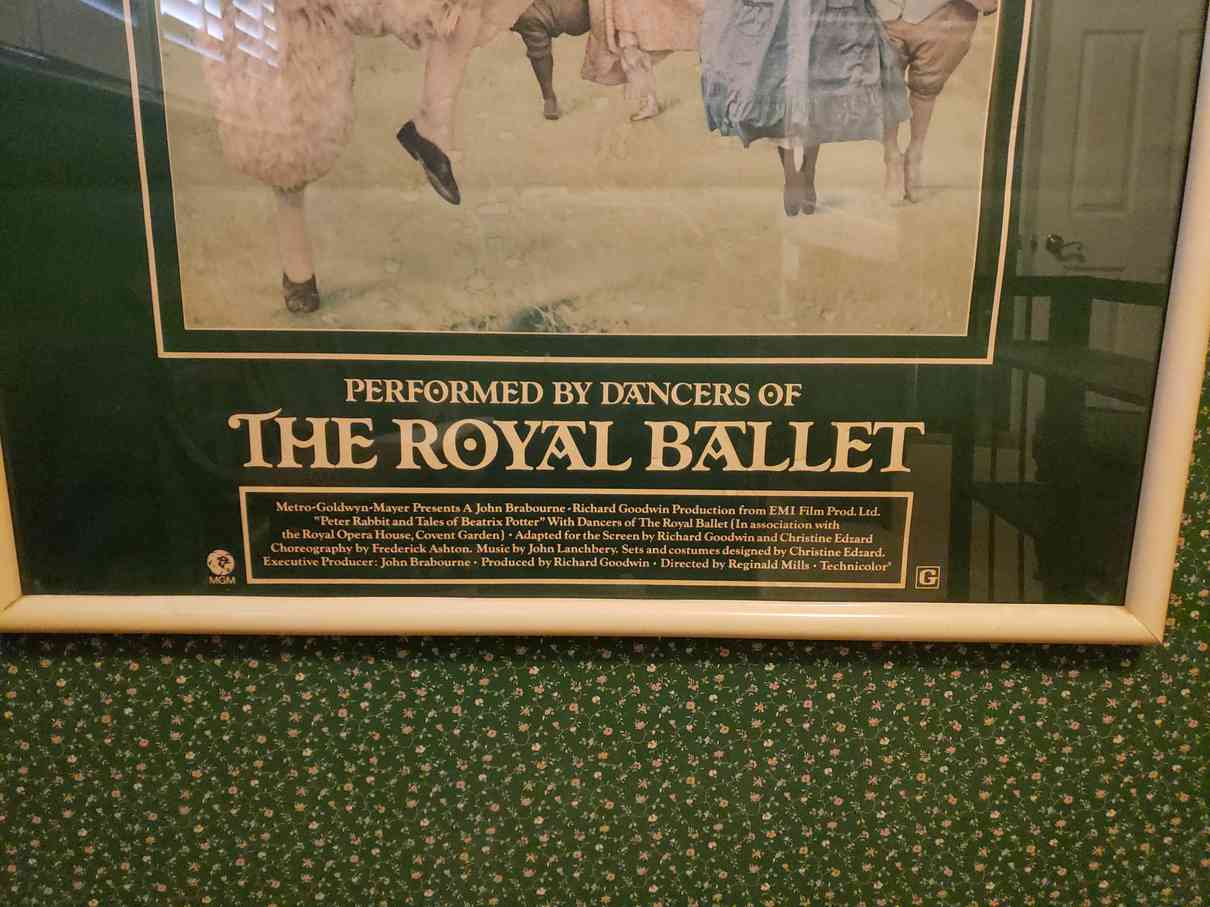 PERFORMED BY DANCERS OF
THE ROYAL BALLET
Metro-Goldwyn-Mayer Presents A John Brabourne • Richard Goodwin Production from EMI Film Prod. Ltd.
"Peter Rabbit and Tales of Beatrix Potter" With Dancers of The Royal Ballet (In association with
the Royal Opera House, Covent Garden) • Adapted for the Screen by Richard Goodwin and Christine Edzard
Choreography by Frederick Ashton. Music by John Lanchbery. Sets and costumes designed by Christine Edzard.
Executive Producer: John Brabourne • Produced by Richard Goodwin • Directed by Reginald Mills • Technicolor®
MGM
G